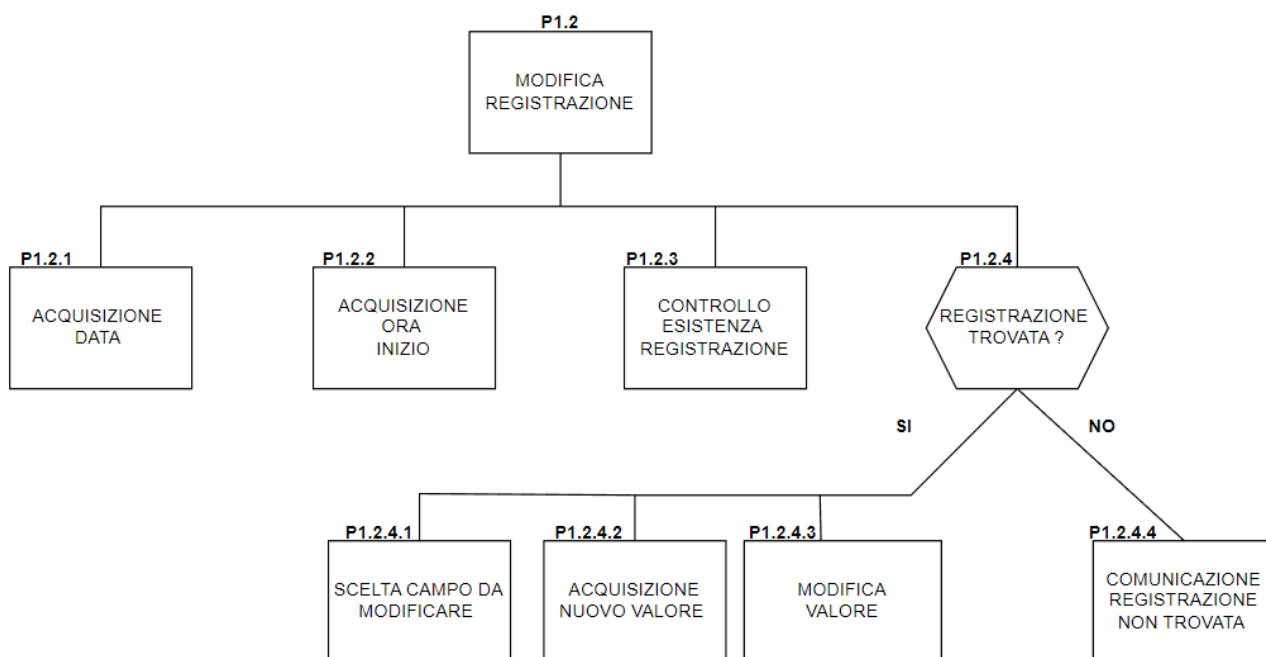 P1.2
MODIFICA
REGISTRAZIONE
P1.2.1
ACQUISIZIONE
DATA
P1.2.2
ACQUISIZIONE
ORA
INIZIO
P1.2.3
CONTROLLO
ESISTENZA
REGISTRAZIONE
P1.2.4
REGISTRAZIONE
TROVATA ?
SI
NO
P1.2.4.1
SCELTA CAMPO DA
MODIFICARE
P1.2.4.2
ACQUISIZIONE
NUOVO VALORE
P1.2.4.3
MODIFICA
VALORE
P1.2.4.4
COMUNICAZIONE
REGISTRAZIONE
NON TROVATA